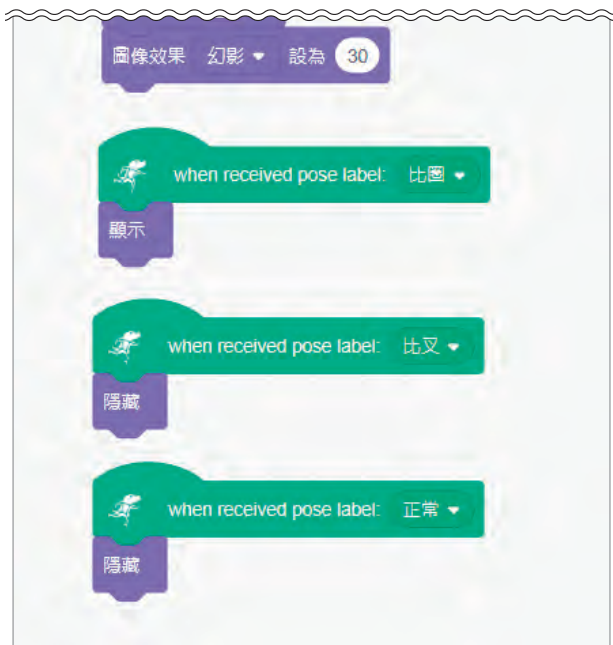 圖像效果 幻影 設為 30
when received pose label: 比圈
顯示
when received pose label: 比叉
隱藏
when received pose label: 正常
隱藏